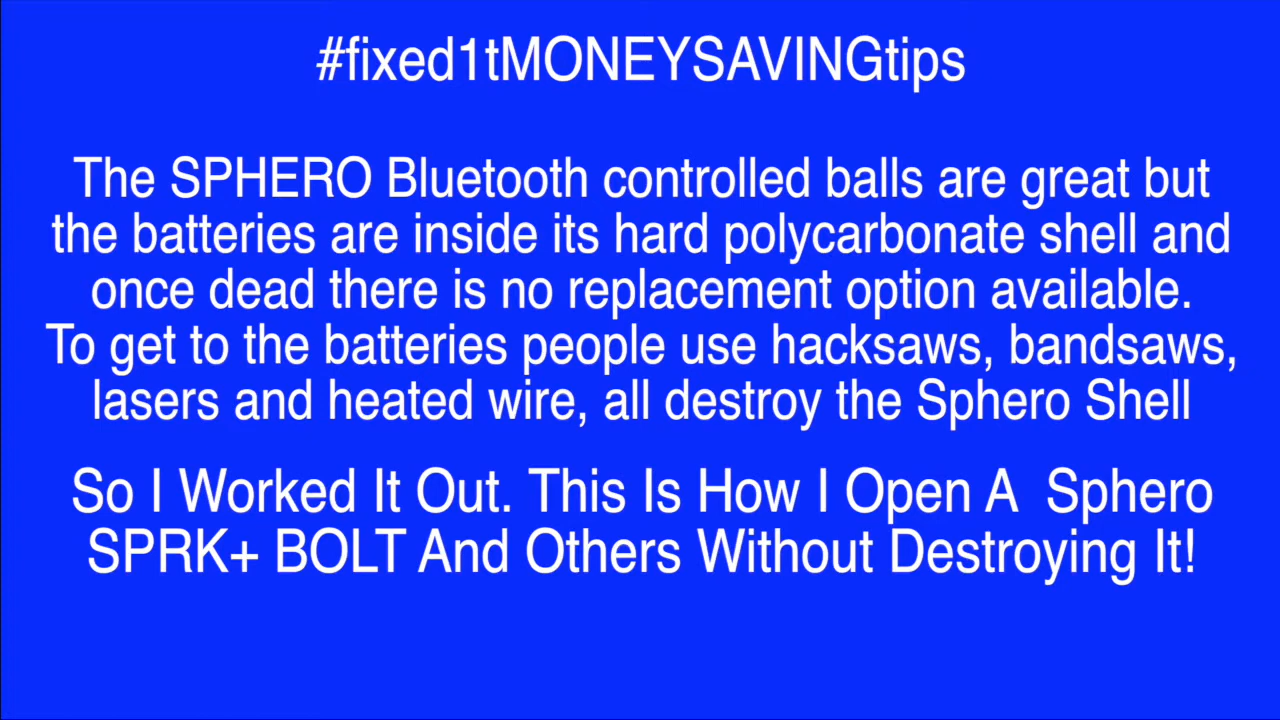 #fixed1tMONEYSAVINGtips
The SPHERO Bluetooth controlled balls are great but
the batteries are inside its hard polycarbonate shell and
once dead there is no replacement option available.
To get to the batteries people use hacksaws, bandsaws,
lasers and heated wire, all destroy the Sphero Shell
So I Worked It Out. This Is How I Open A  Sphero
SPRK+ BOLT And Others Without Destroying It!